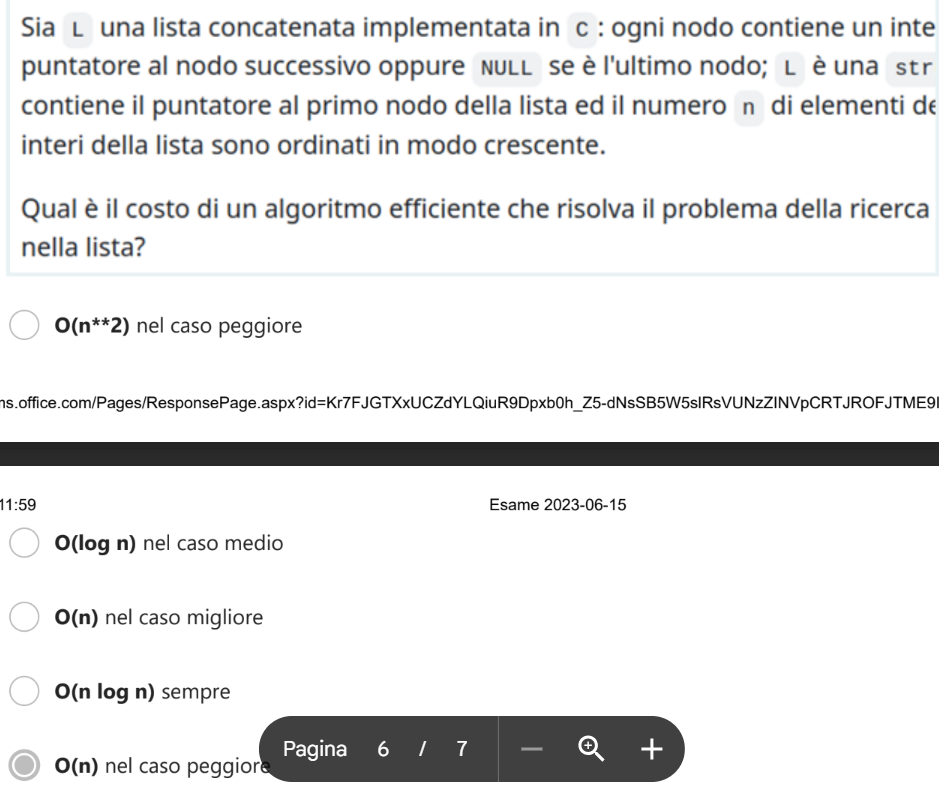 Sia L una lista concatenata implementata in C: ogni nodo contiene un inte
puntatore al nodo successivo oppure NULL se è l'ultimo nodo; L è una str
contiene il puntatore al primo nodo della lista ed il numero n di elementi de
interi della lista sono ordinati in modo crescente.
Qual è il costo di un algoritmo efficiente che risolva il problema della ricerca
nella lista?
O(n**2) nel caso peggiore
ms.office.com/Pages/ResponsePage.aspx?id=Kr7FJGTXxUCZdYLQiuR9Dpxb0h_Z5-dNsSB5W5slRsVUNzZINVpCRTJROFJTME9I
11:59 Esame 2023-06-15
O(log n) nel caso medio
O(n) nel caso migliore
O(n log n) sempre
O(n) nel caso peggiore
Pagina 6 / 7